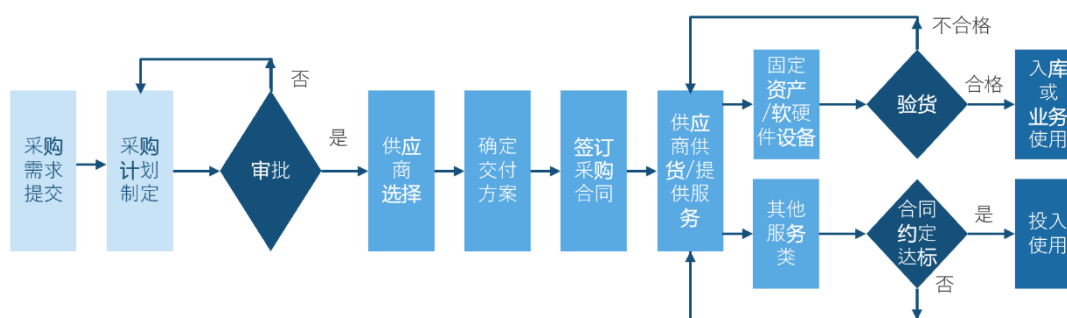 采购
需求
提交
采购
计划
制定
否
审批
是
供应
商
选择
确定
交付
方案
签订
采购
合同
供应
商供
货/提
供服
务
固定
资产
/软硬
件设备
不合格
验货
合格
入库
或
业务
使用
其他
服务
类
合同
约定
达标
是
否
投入
使用